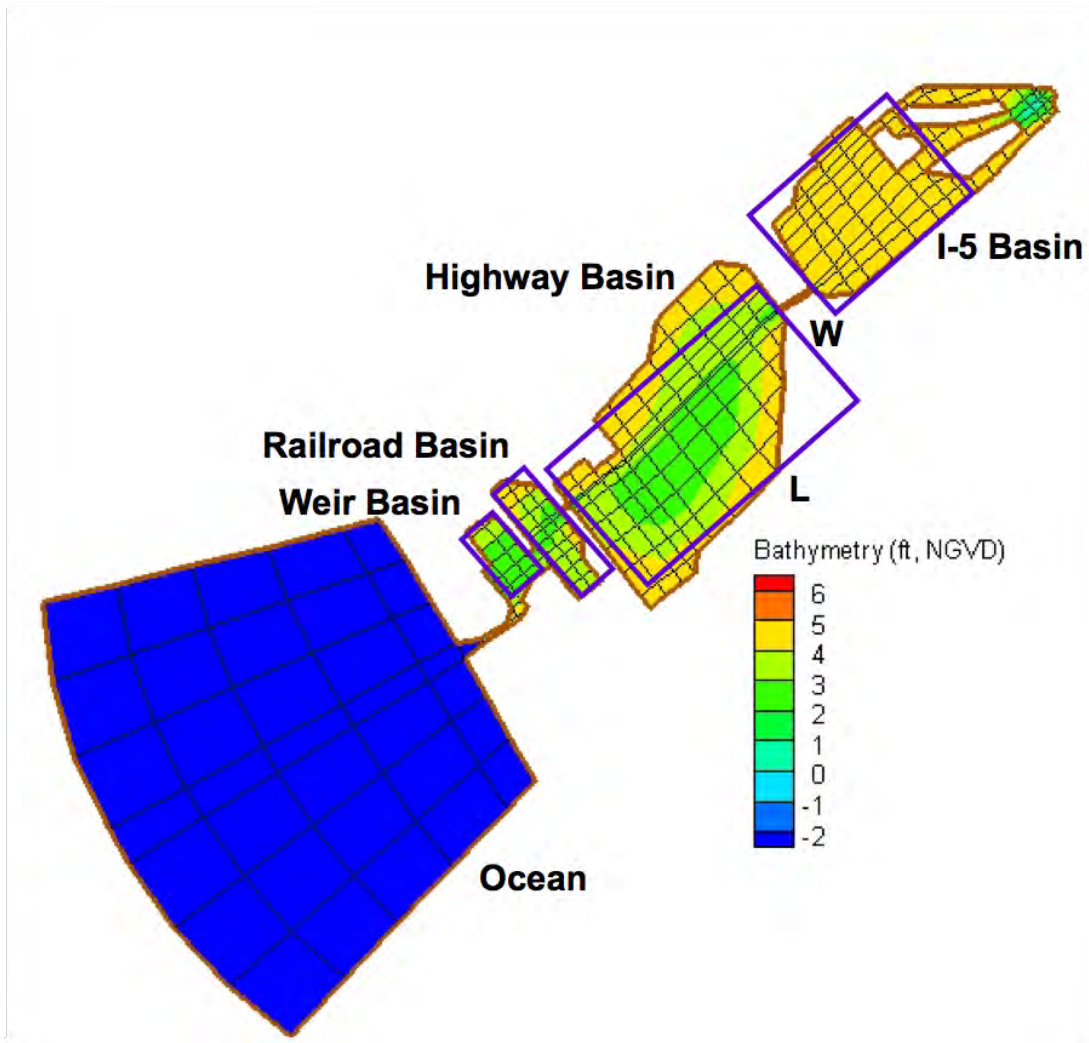 I-5 Basin
Highway Basin
W
Railroad Basin
L
Weir Basin
Bathymetry (ft, NGVD)
6
5
4
3
2
1
0
-1
-2
Ocean